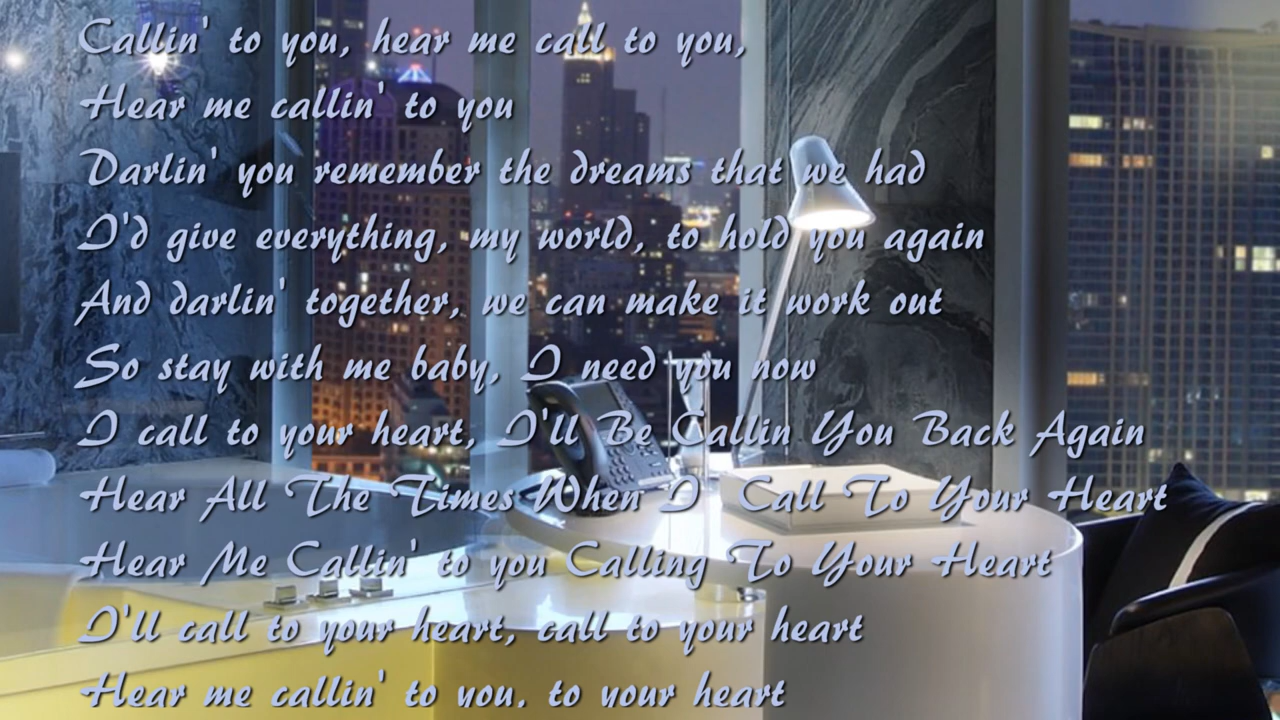 Callin' to you, hear me call to you,
Hear me callin' to you
Darlin' you remember the dreams that we had
I'd give everything, my world, to hold you again
And darlin' together, we can make it work out
So stay with me baby, I need you now
I call to your heart, I'll Be Callin You Back Again
Hear All The Times When I Call To Your Heart
Hear Me Callin' to you Calling To Your Heart
I'll call to your heart, call to your heart
Hear me callin' to you, to your heart